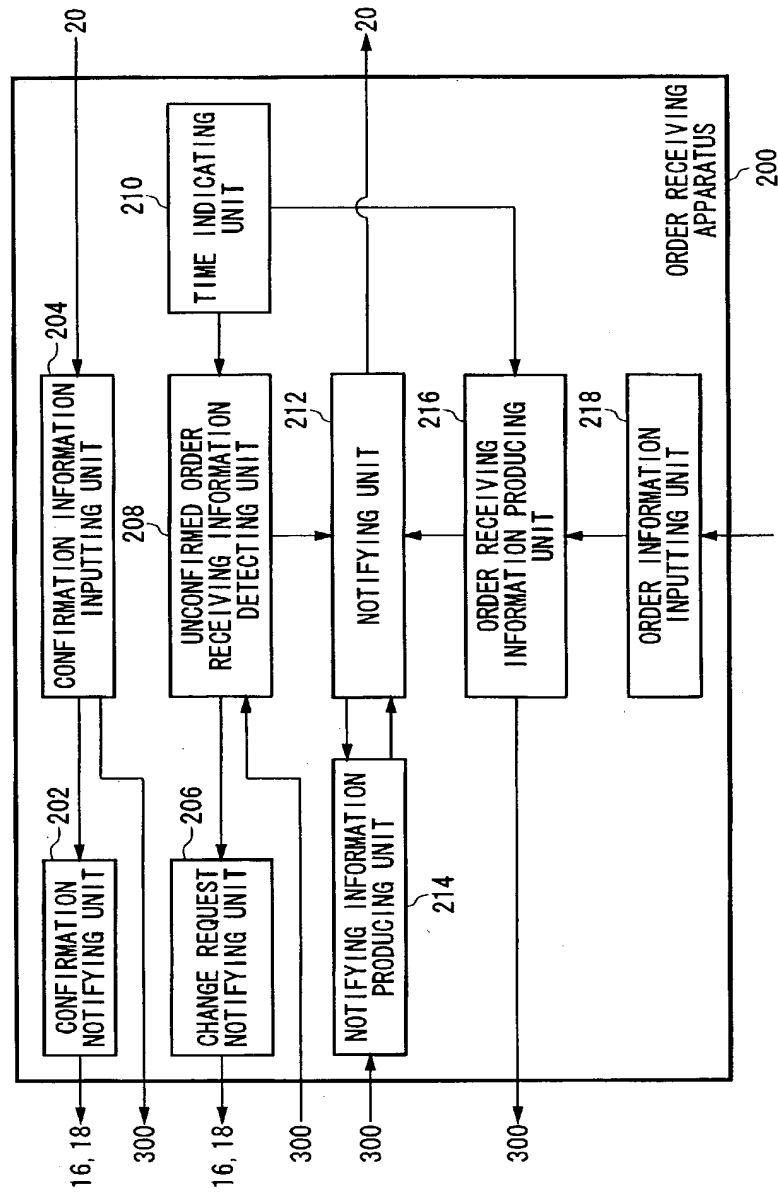 20
204
CONFIRMATION INFORMATION
INPUTTING UNIT
202
CONFIRMATION
NOTIFYING UNIT
16, 18
300
210
TIME INDICATING
UNIT
208
UNCONFIRMED ORDER
RECEIVING INFORMATION
DETECTING UNIT
206
CHANGE REQUEST
NOTIFYING UNIT
16, 18
300
20
212
NOTIFYING UNIT
NOTIFYING INFORMATION
PRODUCING UNIT
214
300
216
ORDER RECEIVING
INFORMATION PRODUCING
UNIT
300
218
ORDER INFORMATION
INPUTTING UNIT
ORDER RECEIVING
APPARATUS
200